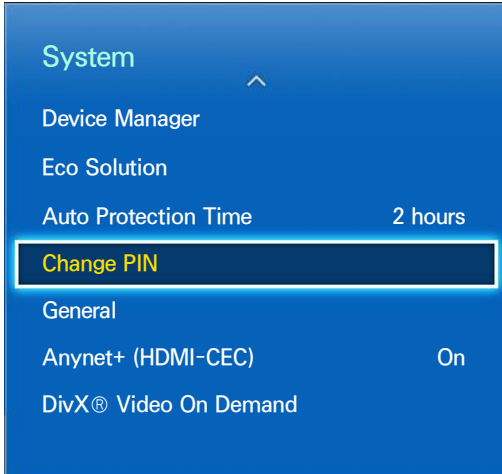 System
Device Manager
Eco Solution
Auto Protection Time 2 hours
Change PIN
General
Anynet+ (HDMI-CEC) On
DivX® Video On Demand